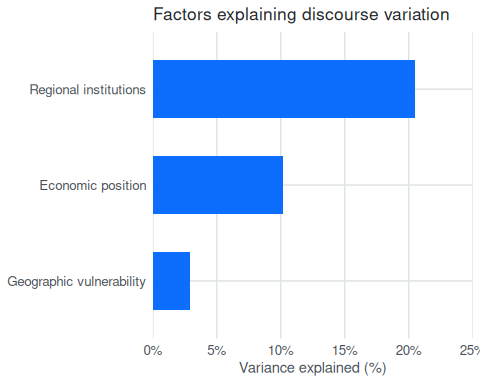 Factors explaining discourse variation
Regional institutions
Economic position
Geographic vulnerability
0% 5% 10% 15% 20% 25%
Variance explained (%)